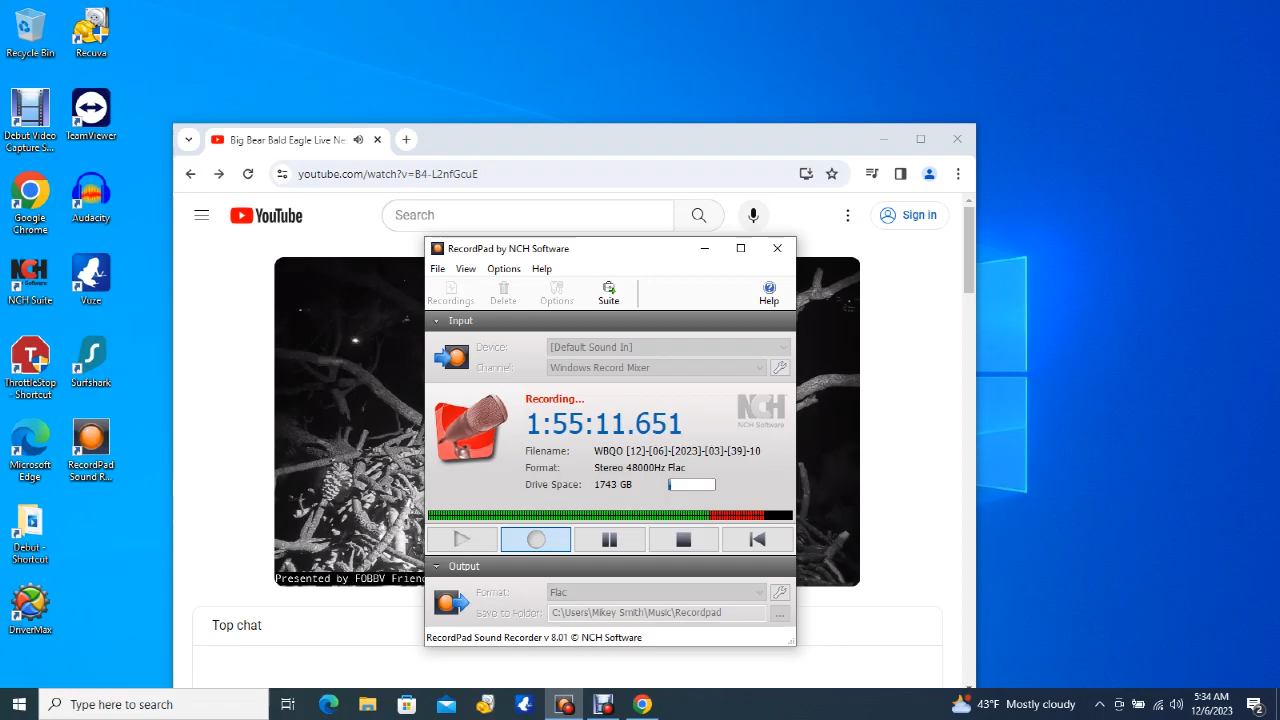 Recycle Bin
Recuva
Debut Video
Capture S...
TeamViewer
Google
Chrome
Audacity
NCH
Software
NCH Suite
Vuze
ThrottleStop
- Shortcut
Surfshark
Microsoft
Edge
RecordPad
Sound R...
Debut -
Shortcut
DriverMax
Big Bear Bald Eagle Live Ne
youtube.com/watch?v=B4-L2nfGcuE
YouTube
Search
Sign in
RecordPad by NCH Software
File View Options Help
Recordings Delete Options Suite Help
Input
Device: [Default Sound In]
Channel: Windows Record Mixer
Recording...
1:55:11.651
NCH
NCH Software
Filename: WBQO [12]-[06]-[2023]-[03]-[39]-10
Format: Stereo 48000Hz Flac
Drive Space: 1743 GB
Output
Format: Flac
Save to Folder: C:\Users\Mikey Smith\Music\Recordpad
...
RecordPad Sound Recorder v 8.01 © NCH Software
Presented by FOBBV Frien
Top chat
Type here to search
43°F Mostly cloudy
5:34 AM
12/6/2023
2